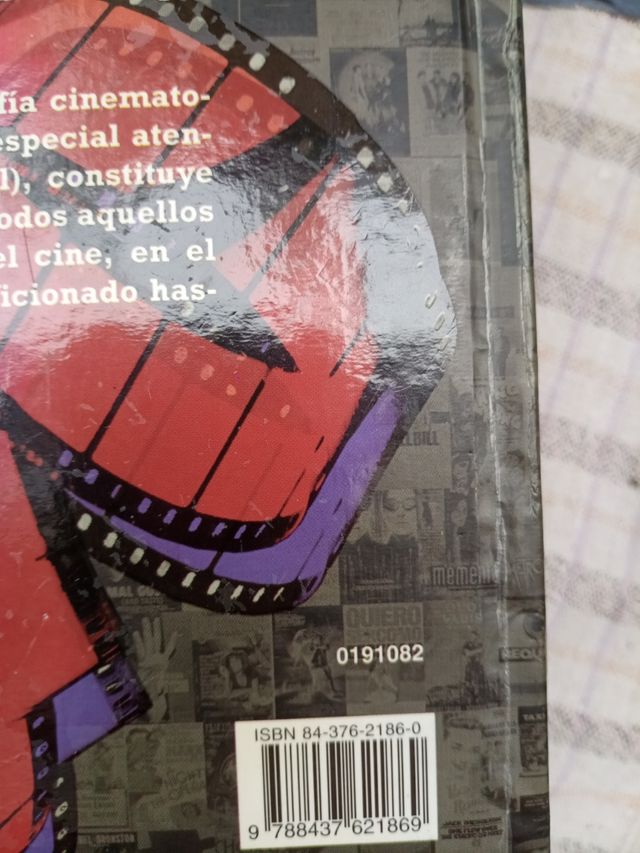 fía cinemato-
especial aten-
l), constituye
odos aquellos
el cine, en el
ficionado has-
0191082
ISBN 84-376-2186-0
9 788437 621869
QUIERO